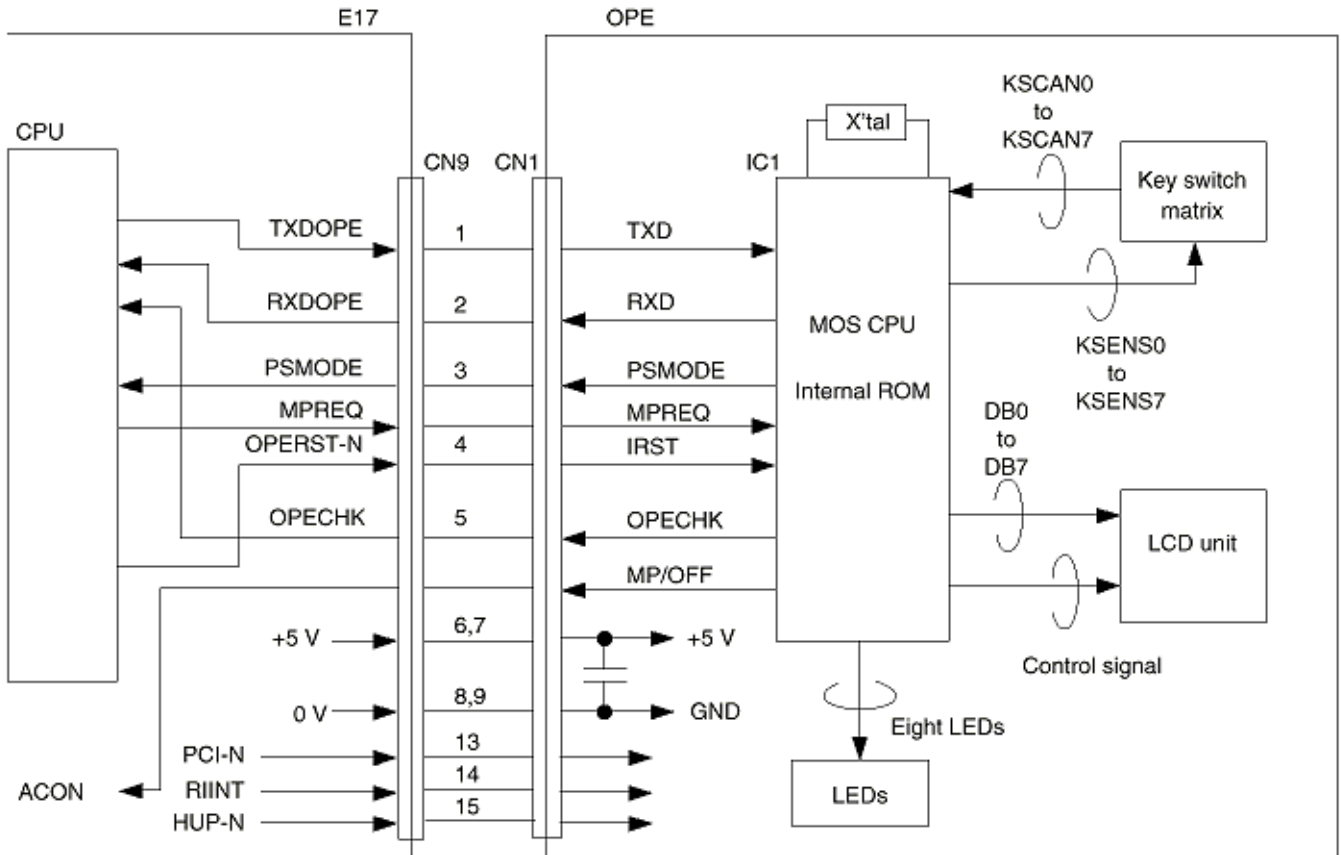 E17
OPE
CPU
CN9
CN1
IC1
X'tal
KSCAN0
to
KSCAN7
Key switch
matrix
TXDOPE
1
TXD
RXDOPE
2
RXD
MOS CPU
Internal ROM
KSENS0
to
KSENS7
PSMODE
3
PSMODE
MPREQ
MPREQ
OPERST-N
4
IRST
DB0
to
DB7
OPECHK
5
OPECHK
LCD unit
MP/OFF
+5 V
6,7
+5 V
Control signal
0 V
8,9
GND
Eight LEDs
PCI-N
13
ACON
RIINT
14
LEDs
HUP-N
15